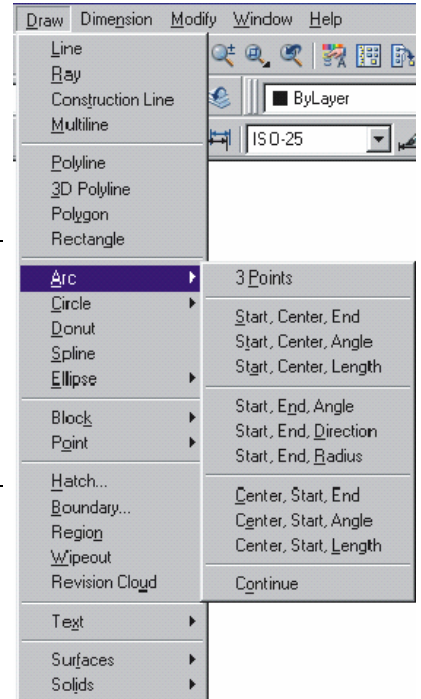 Draw Dimension Modify Window Help
Line
Ray
Construction Line
Multiline
ByLayer
ISO-25
Polyline
3D Polyline
Polygon
Rectangle
Arc
Circle
Donut
Spline
Ellipse
Block
Point
Hatch...
Boundary...
Region
Wipeout
Revision Cloud
Text
Surfaces
Solids
3 Points
Start, Center, End
Start, Center, Angle
Start, Center, Length
Start, End, Angle
Start, End, Direction
Start, End, Radius
Center, Start, End
Center, Start, Angle
Center, Start, Length
Continue